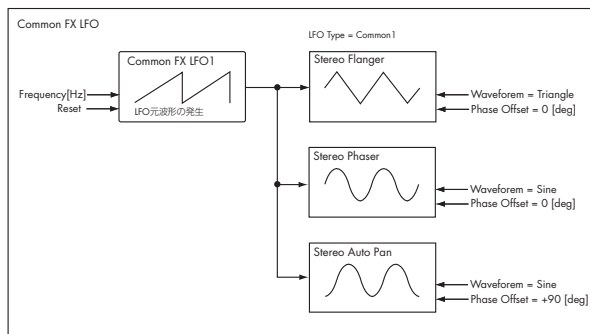 Common FX LFO
LFO Type = Common1
Common FX LFO1
Frequency[Hz]
Reset
LFO元波形の発生
Stereo Flanger
Waveform = Triangle
Phase Offset = 0 [deg]
Stereo Phaser
Waveform = Sine
Phase Offset = 0 [deg]
Stereo Auto Pan
Waveform = Sine
Phase Offset = +90 [deg]